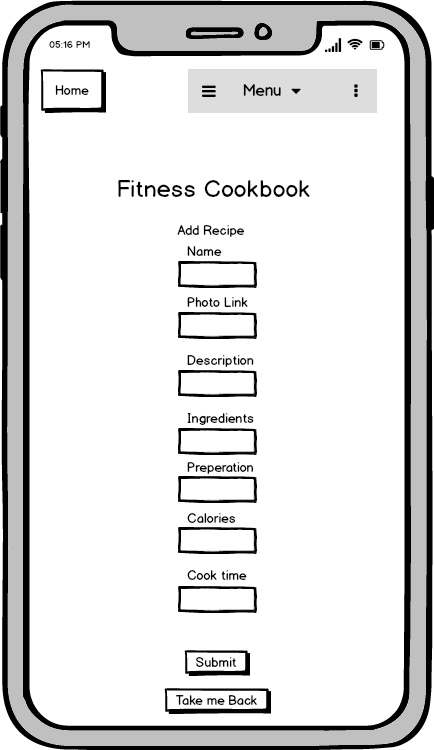 05:16 PM
Home
Menu
Fitness Cookbook
Add Recipe
Name
Photo Link
Description
Ingredients
Preperation
Calories
Cook time
Submit
Take me Back